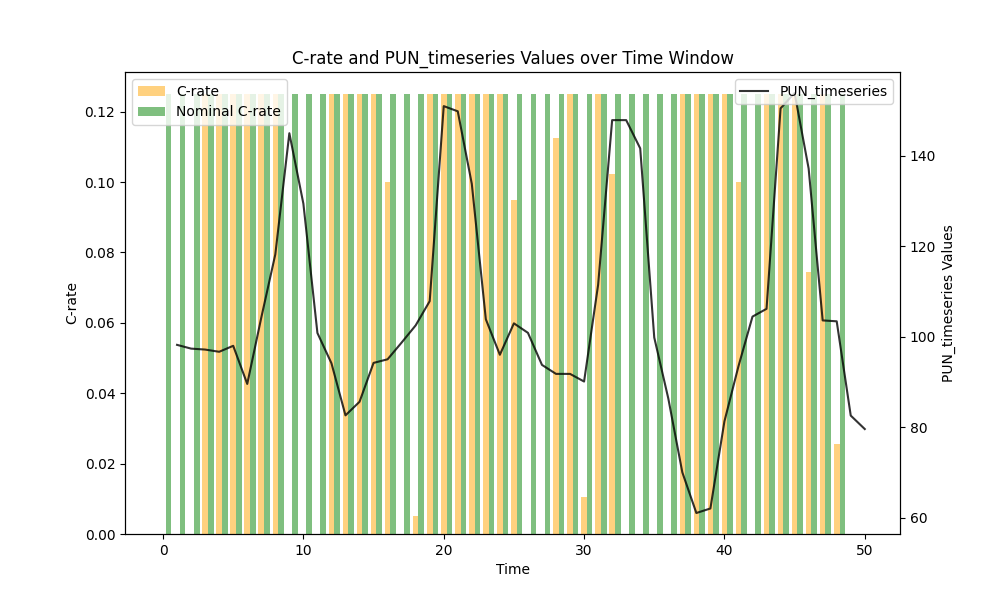 C-rate and PUN_timeseries Values over Time Window
C-rate
Nominal C-rate
PUN_timeseries
0.12
0.10
0.08
0.06
0.04
0.02
0.00
C-rate
140
120
100
80
60
PUN_timeseries Values
0 10 20 30 40 50
Time